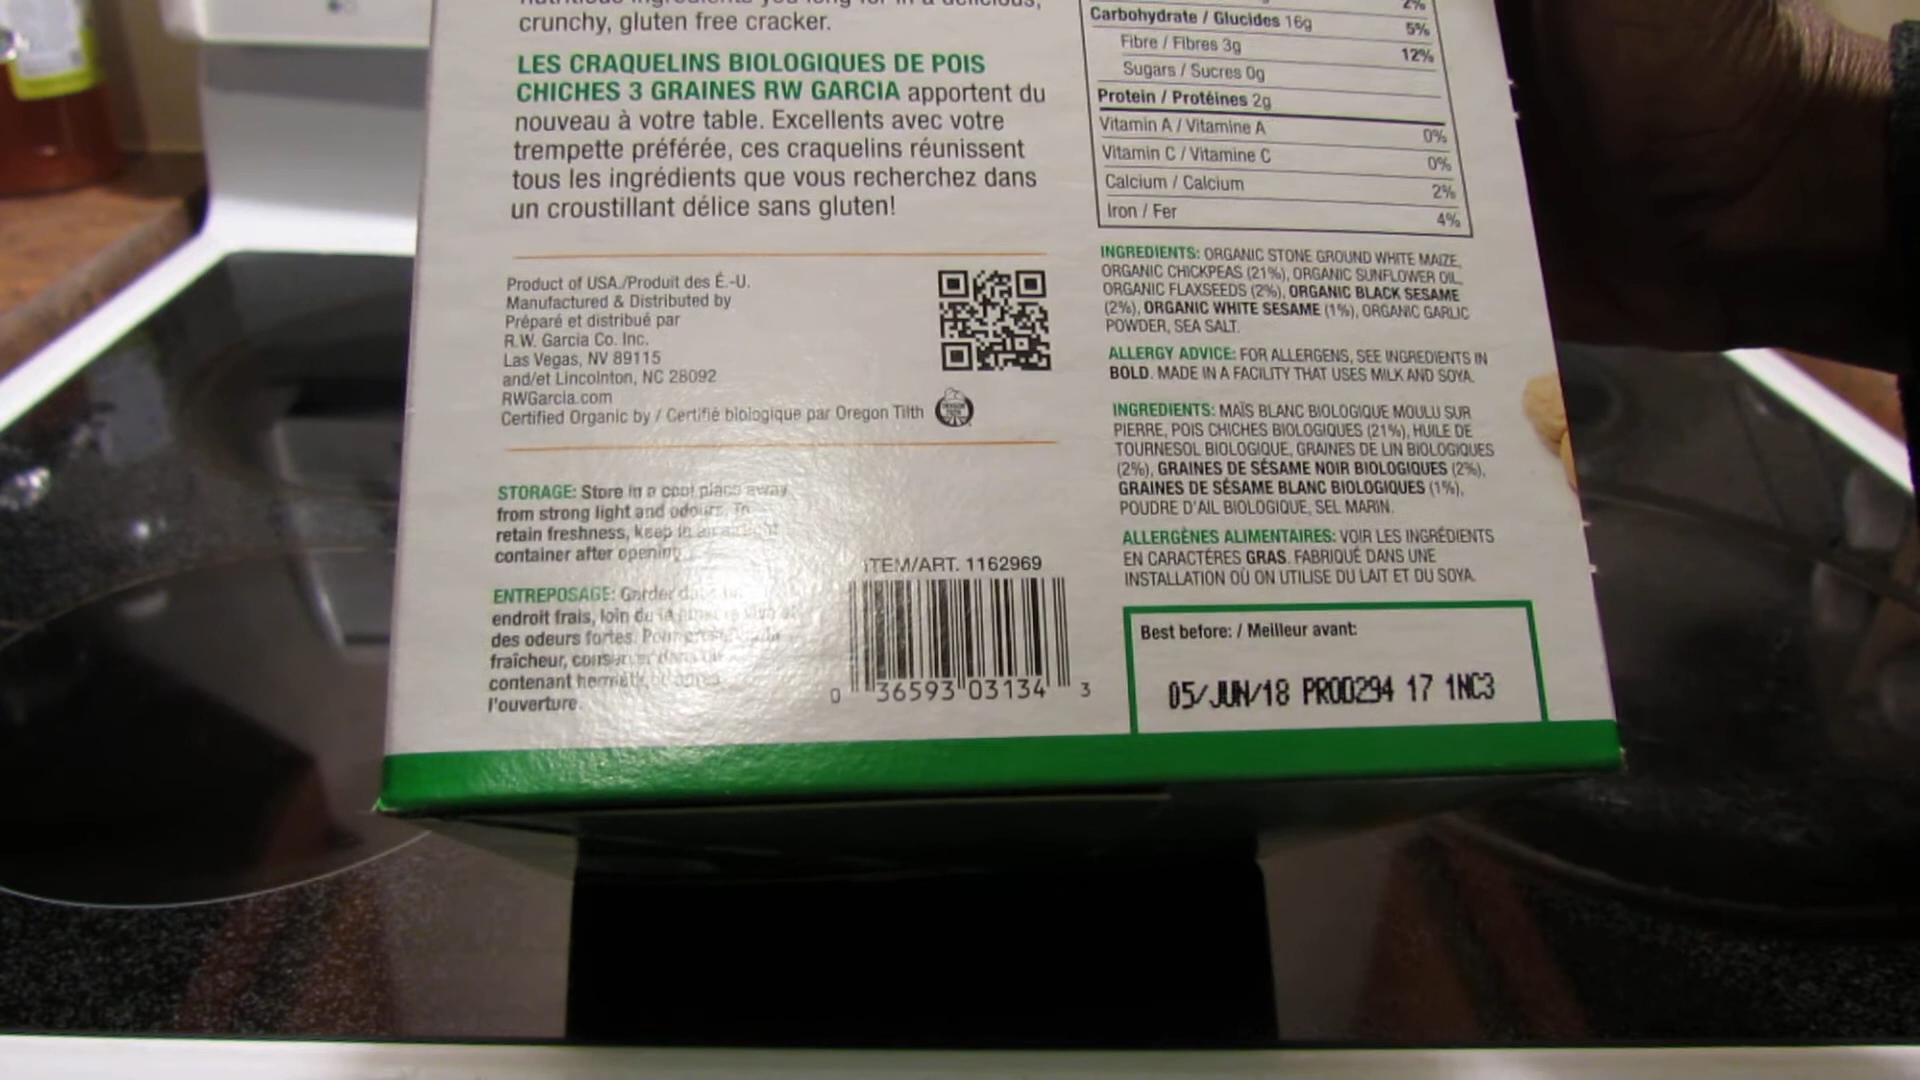 crunchy, gluten free cracker.
LES CRAQUELINS BIOLOGIQUES DE POIS
CHICHES 3 GRAINES RW GARCIA apportent du
nouveau à votre table. Excellents avec votre
trempette préférée, ces craquelins réunissent
tous les ingrédients que vous recherchez dans
un croustillant délice sans gluten!
Product of USA./Produit des É.-U.
Manufactured & Distributed by
Préparé et distribué par
R.W. Garcia Co. Inc.
Las Vegas, NV 89115
and/et Lincolnton, NC 28092
RWGarcia.com
Certified Organic by / Certifié biologique par Oregon Tilth
STORAGE: Store in a cool place away
from strong light and odours. To
retain freshness, keep in
container after opening
ENTREPOSAGE: Garder
endroit frais, loin
des odeurs fortes.
fraîcheur,
contenant
l'ouverture.
ITEM/ART. 1162969
0 36593 03134 3
2%
Carbohydrate / Glucides 16g 5%
Fibre / Fibres 3g 12%
Sugars / Sucres 0g
Protein / Protéines 2g
Vitamin A / Vitamine A 0%
Vitamin C / Vitamine C 0%
Calcium / Calcium 2%
Iron / Fer 4%
INGREDIENTS: ORGANIC STONE GROUND WHITE MAIZE,
ORGANIC CHICKPEAS (21%), ORGANIC SUNFLOWER OIL,
ORGANIC FLAXSEEDS (2%), ORGANIC BLACK SESAME
(2%), ORGANIC WHITE SESAME (1%), ORGANIC GARLIC
POWDER, SEA SALT.
ALLERGY ADVICE: FOR ALLERGENS, SEE INGREDIENTS IN
BOLD. MADE IN A FACILITY THAT USES MILK AND SOYA.
INGREDIENTS: MAÏS BLANC BIOLOGIQUE MOULU SUR
PIERRE, POIS CHICHES BIOLOGIQUES (21%), HUILE DE
TOURNESOL BIOLOGIQUE, GRAINES DE LIN BIOLOGIQUES
(2%), GRAINES DE SÉSAME NOIR BIOLOGIQUES (2%),
GRAINES DE SÉSAME BLANC BIOLOGIQUES (1%),
POUDRE D'AIL BIOLOGIQUE, SEL MARIN.
ALLERGÈNES ALIMENTAIRES: VOIR LES INGRÉDIENTS
EN CARACTÈRES GRAS. FABRIQUÉ DANS UNE
INSTALLATION OÙ ON UTILISE DU LAIT ET DU SOYA.
Best before: / Meilleur avant:
05/JUN/18 PROD294 17 1NC3